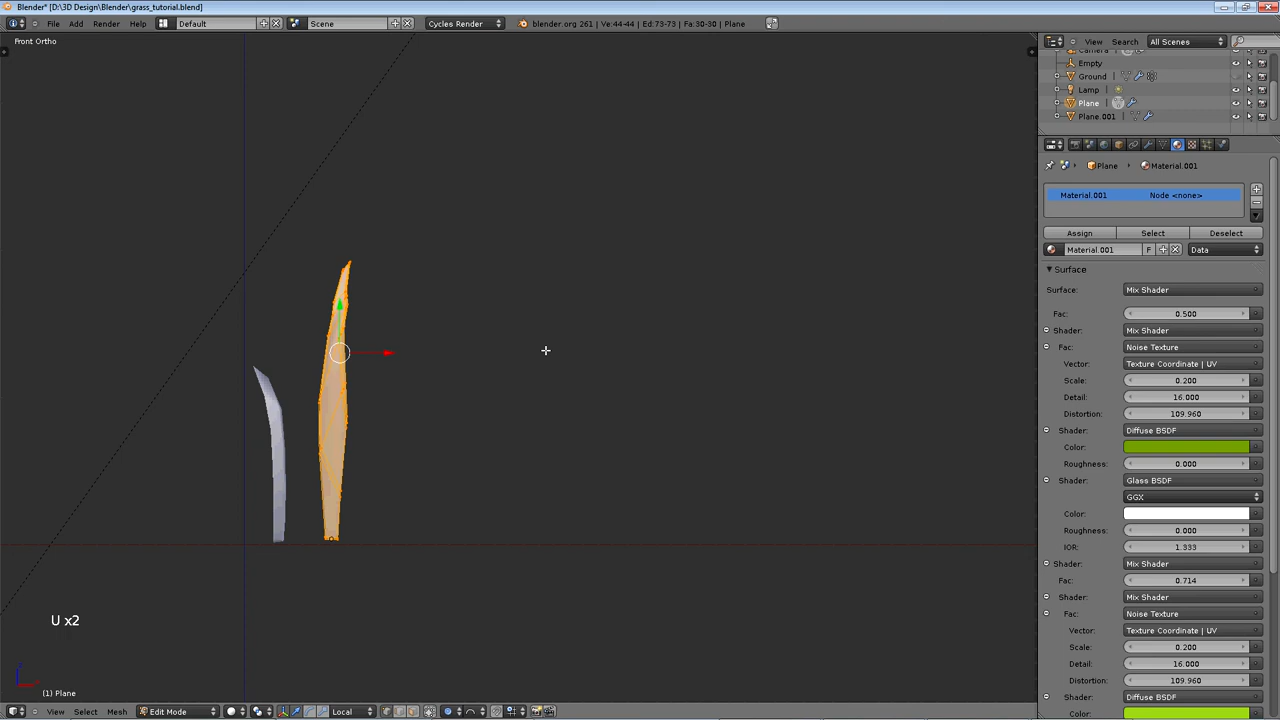 Blender* [D:\3D Design\Blender\grass_tutorial.blend]
File Add Render Help Default Scene Cycles Render blender.org 261 | Ve:44-44 | Ed:73-73 | Fa:30-30 | Plane
Front Ortho
U x2
(1) Plane
View Select Mesh Edit Mode Local
View Search All Scenes
Empty
Ground
Lamp
Plane
Plane.001
Plane Material.001
Material.001 Node <none>
Assign Select Deselect
Material.001 F Data
Surface
Surface: Mix Shader
Fac: 0.500
Shader: Mix Shader
Fac: Noise Texture
Vector: Texture Coordinate | UV
Scale: 0.200
Detail: 16.000
Distortion: 109.960
Shader: Diffuse BSDF
Color:
Roughness: 0.000
Shader: Glass BSDF
GGX
Color:
Roughness: 0.000
IOR: 1.333
Shader: Mix Shader
Fac: 0.714
Shader: Mix Shader
Fac: Noise Texture
Vector: Texture Coordinate | UV
Scale: 0.200
Detail: 16.000
Distortion: 109.960
Shader: Diffuse BSDF
Color: